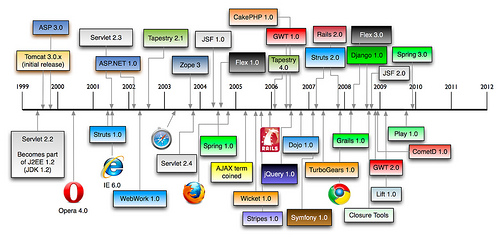 CakePHP 1.0
ASP 3.0
Servlet 2.3
Tapestry 2.1
JSF 1.0
GWT 1.0
Rails 2.0
Flex 3.0
Tomcat 3.0.x
(initial release)
ASP.NET 1.0
Zope 3
Flex 1.0
Tapestry
4.0
Struts 2.0
Django 1.0
Spring 3.0
JSF 2.0
1999
2000
2001
2002
2003
2004
2005
2006
2007
2008
2009
2010
2011
2012
Servlet 2.2
Becomes part
of J2EE 1.2
(JDK 1.2)
Struts 1.0
IE 6.0
Opera 4.0
WebWork 1.0
Servlet 2.4
Spring 1.0
AJAX term
coined
RAILS
jQuery 1.0
Dojo 1.0
Grails 1.0
Play 1.0
CometD 1.0
TurboGears 1.0
GWT 2.0
Wicket 1.0
Stripes 1.0
Symfony 1.0
Lift 1.0
Closure Tools